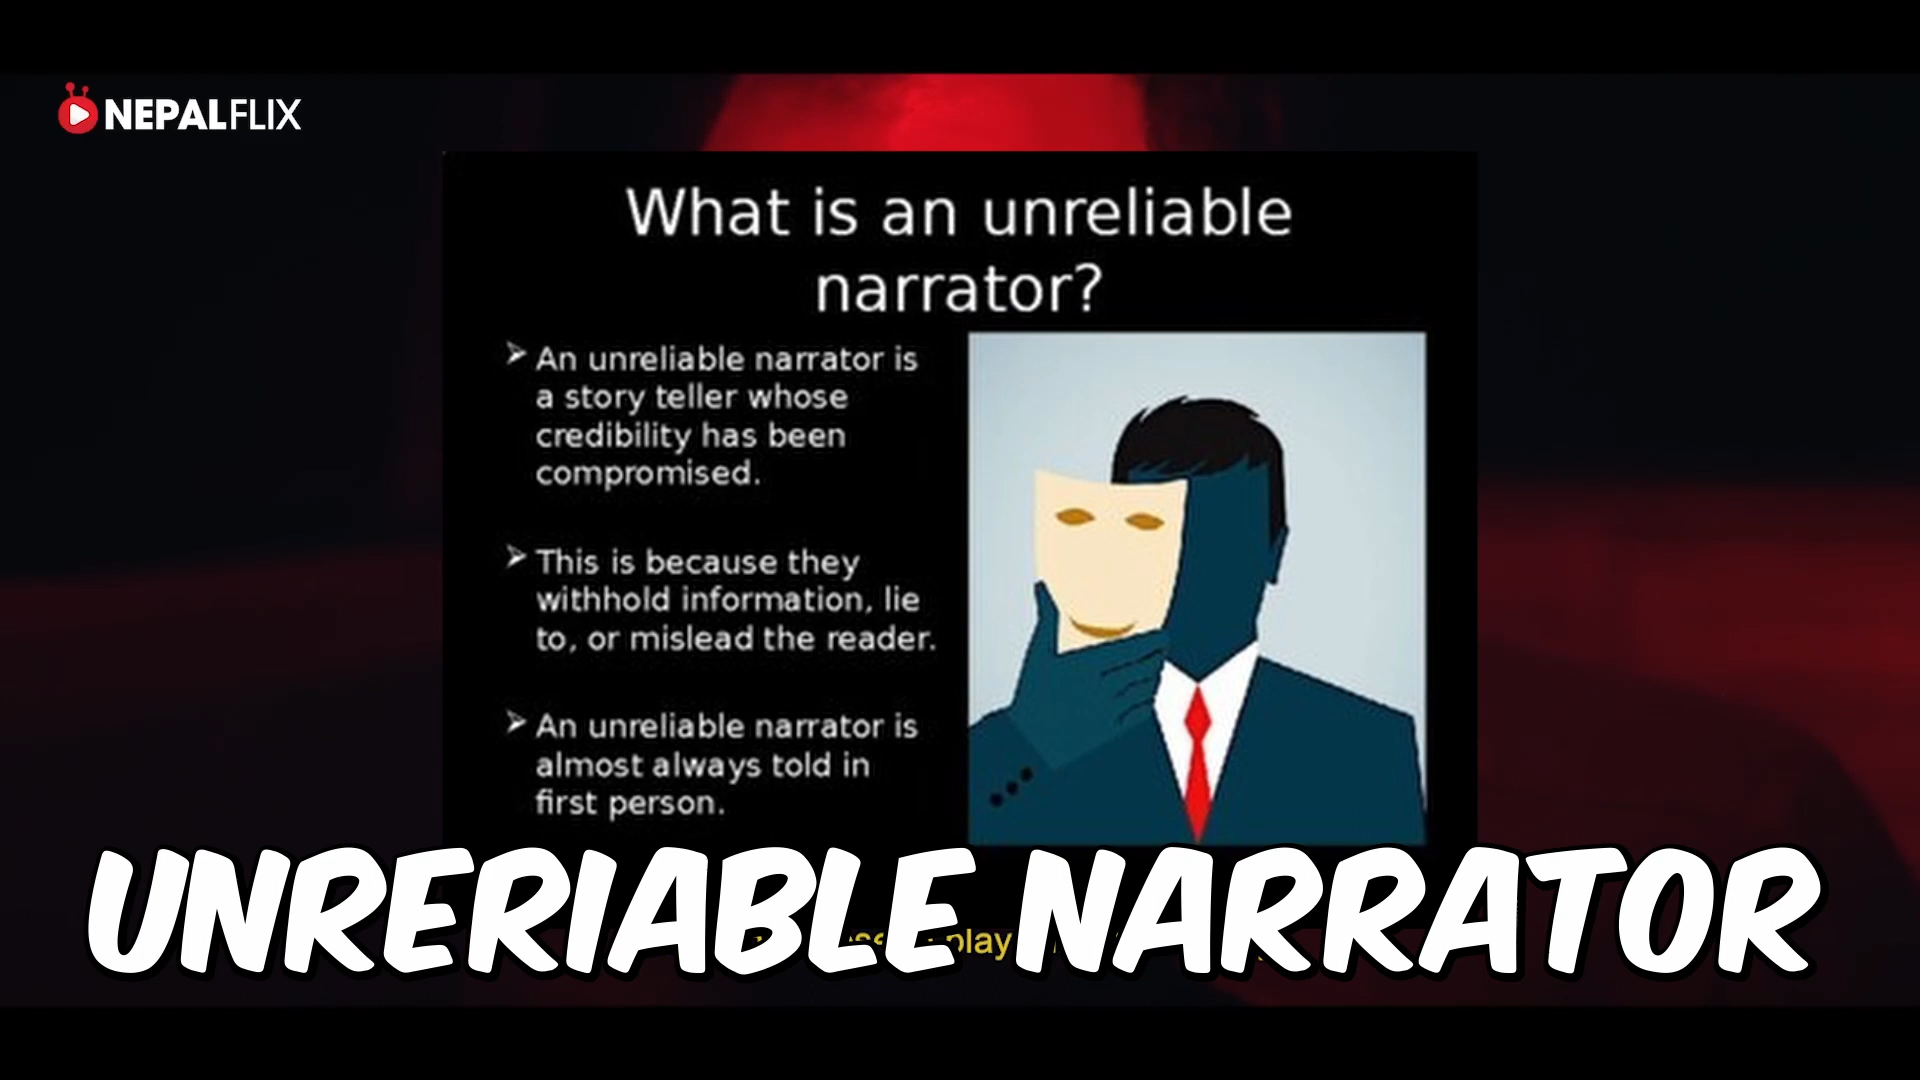 NEPALFLIX
What is an unreliable
narrator?
An unreliable narrator is
a story teller whose
credibility has been
compromised.
This is because they
withhold information, lie
to, or mislead the reader.
An unreliable narrator is
almost always told in
first person.
UNRERIABLE NARRATOR
play